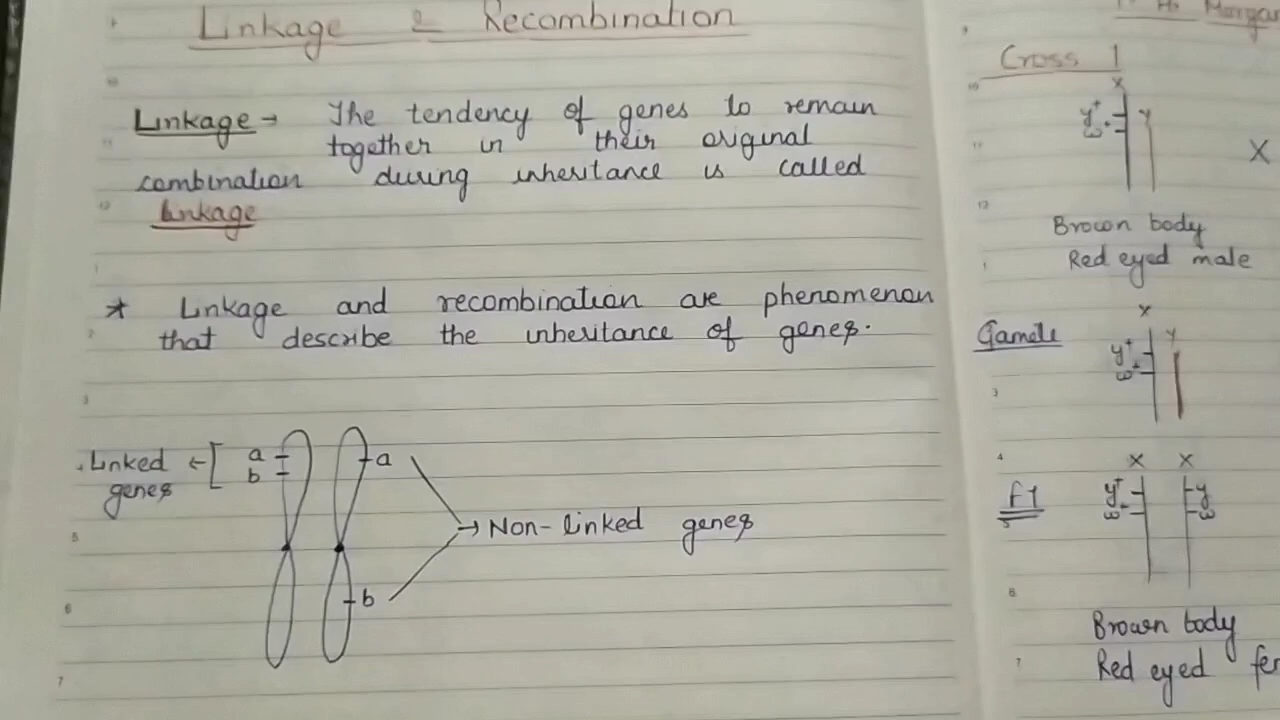 Linkage & Recombination
Linkage → The tendency of genes to remain
together in their original
combination during inheritance is called
linkage
* Linkage and recombination are phenomenon
that describe the inheritance of genes.
Linked ← [ a
b
genes
a
→ Non-linked genes
b
Morgan
Cross 1
X
y+ Y
w+
X
Brown body
Red eyed male
Gamete
X
Y
y+
w+
X X
F1 y+ y
w+ w
Brown body
Red eyed